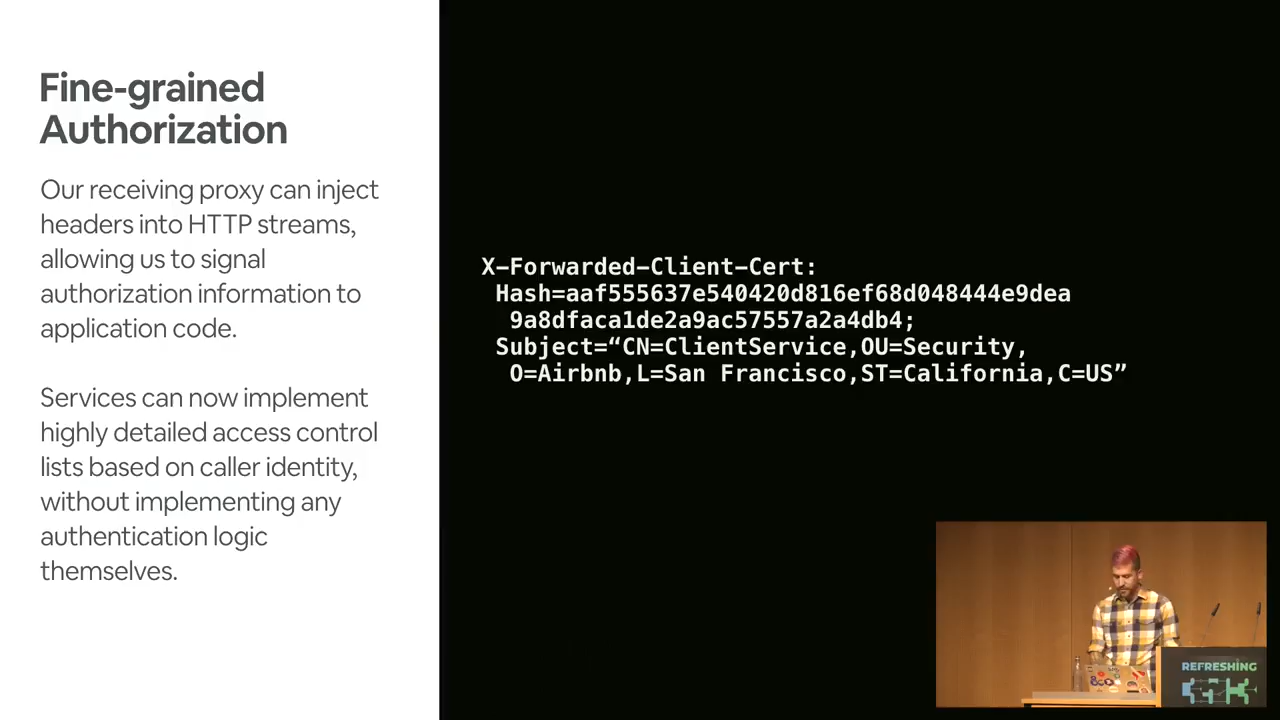 Fine-grained
Authorization
Our receiving proxy can inject
headers into HTTP streams,
allowing us to signal
authorization information to
application code.
Services can now implement
highly detailed access control
lists based on caller identity,
without implementing any
authentication logic
themselves.
X-Forwarded-Client-Cert:
Hash=aaf555637e540420d816ef68d048444e9dea
9a8dfaca1de2a9ac57557a2a4db4;
Subject=“CN=ClientService,OU=Security,
O=Airbnb,L=San Francisco,ST=California,C=US”
REFRESHING